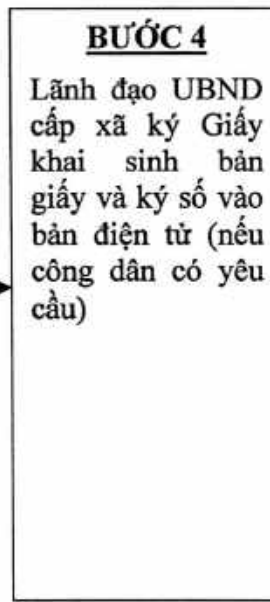 BƯỚC 4
Lãnh đạo UBND
cấp xã ký Giấy
khai sinh bản
giấy và ký số vào
bản điện tử (nếu
công dân có yêu
cầu)